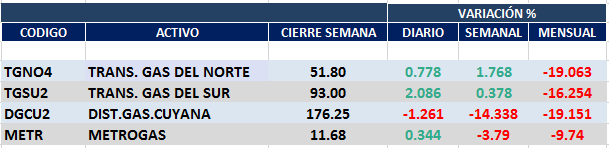 VARIACIÓN %
CODIGO ACTIVO CIERRE SEMANA DIARIO SEMANAL MENSUAL
TGNO4 TRANS. GAS DEL NORTE 51.80 0.778 1.768 -19.063
TGSU2 TRANS. GAS DEL SUR 93.00 2.086 0.378 -16.254
DGCU2 DIST.GAS.CUYANA 176.25 -1.261 -14.338 -19.151
METR METROGAS 11.68 0.344 -3.79 -9.74